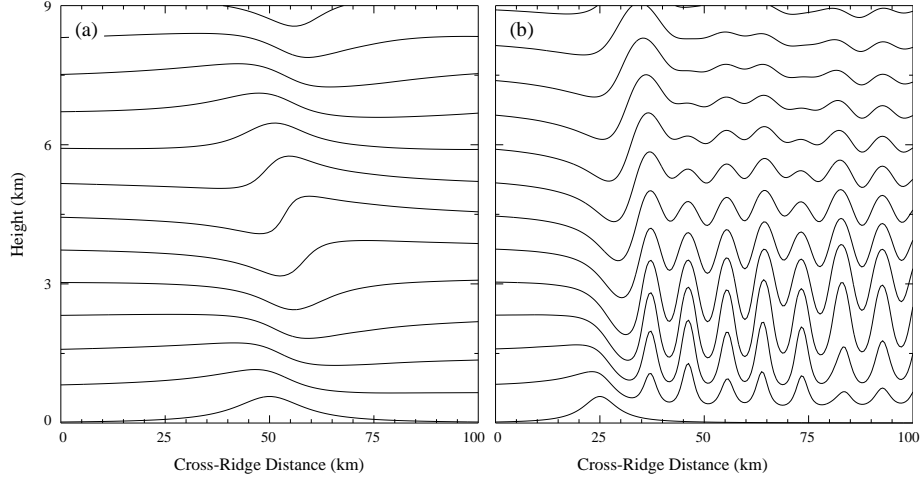 (a)
(b)
9
6
3
0
Height (km)
0 25 50 75 100
0 25 50 75 100
Cross-Ridge Distance (km)
Cross-Ridge Distance (km)